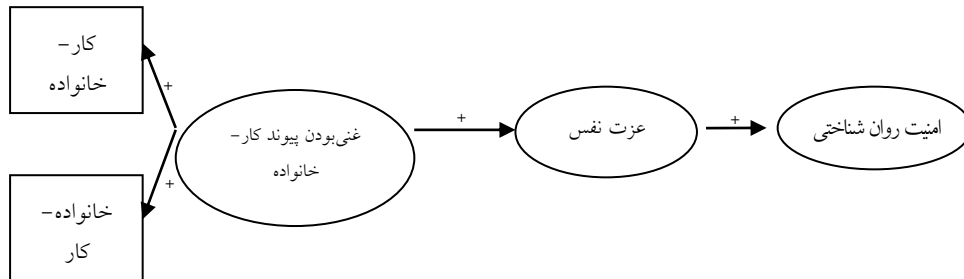 کار-
خانواده
+
+
خانواده-
کار
غنی‌بودن پیوند کار-
خانواده
+
عزت نفس
+
امنیت روان شناختی